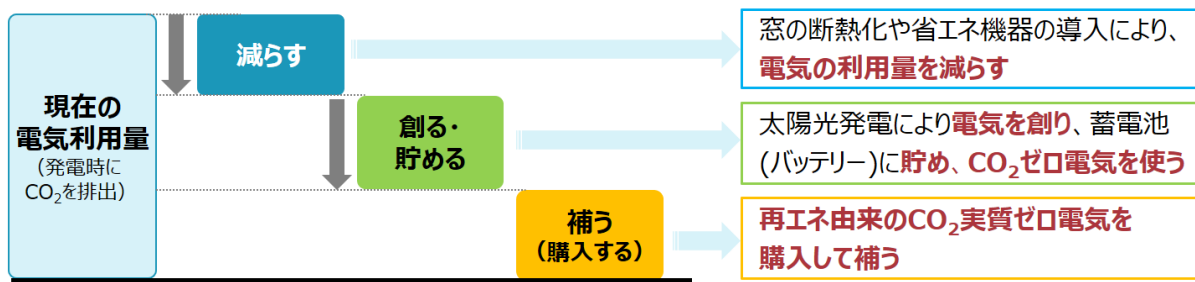 現在の
電気利用量
(発電時に
CO₂を排出)
減らす
窓の断熱化や省エネ機器の導入により、
電気の利用量を減らす
創る・
貯める
太陽光発電により電気を創り、蓄電池
(バッテリー)に貯め、CO₂ゼロ電気を使う
補う
(購入する)
再エネ由来のCO₂実質ゼロ電気を
購入して補う